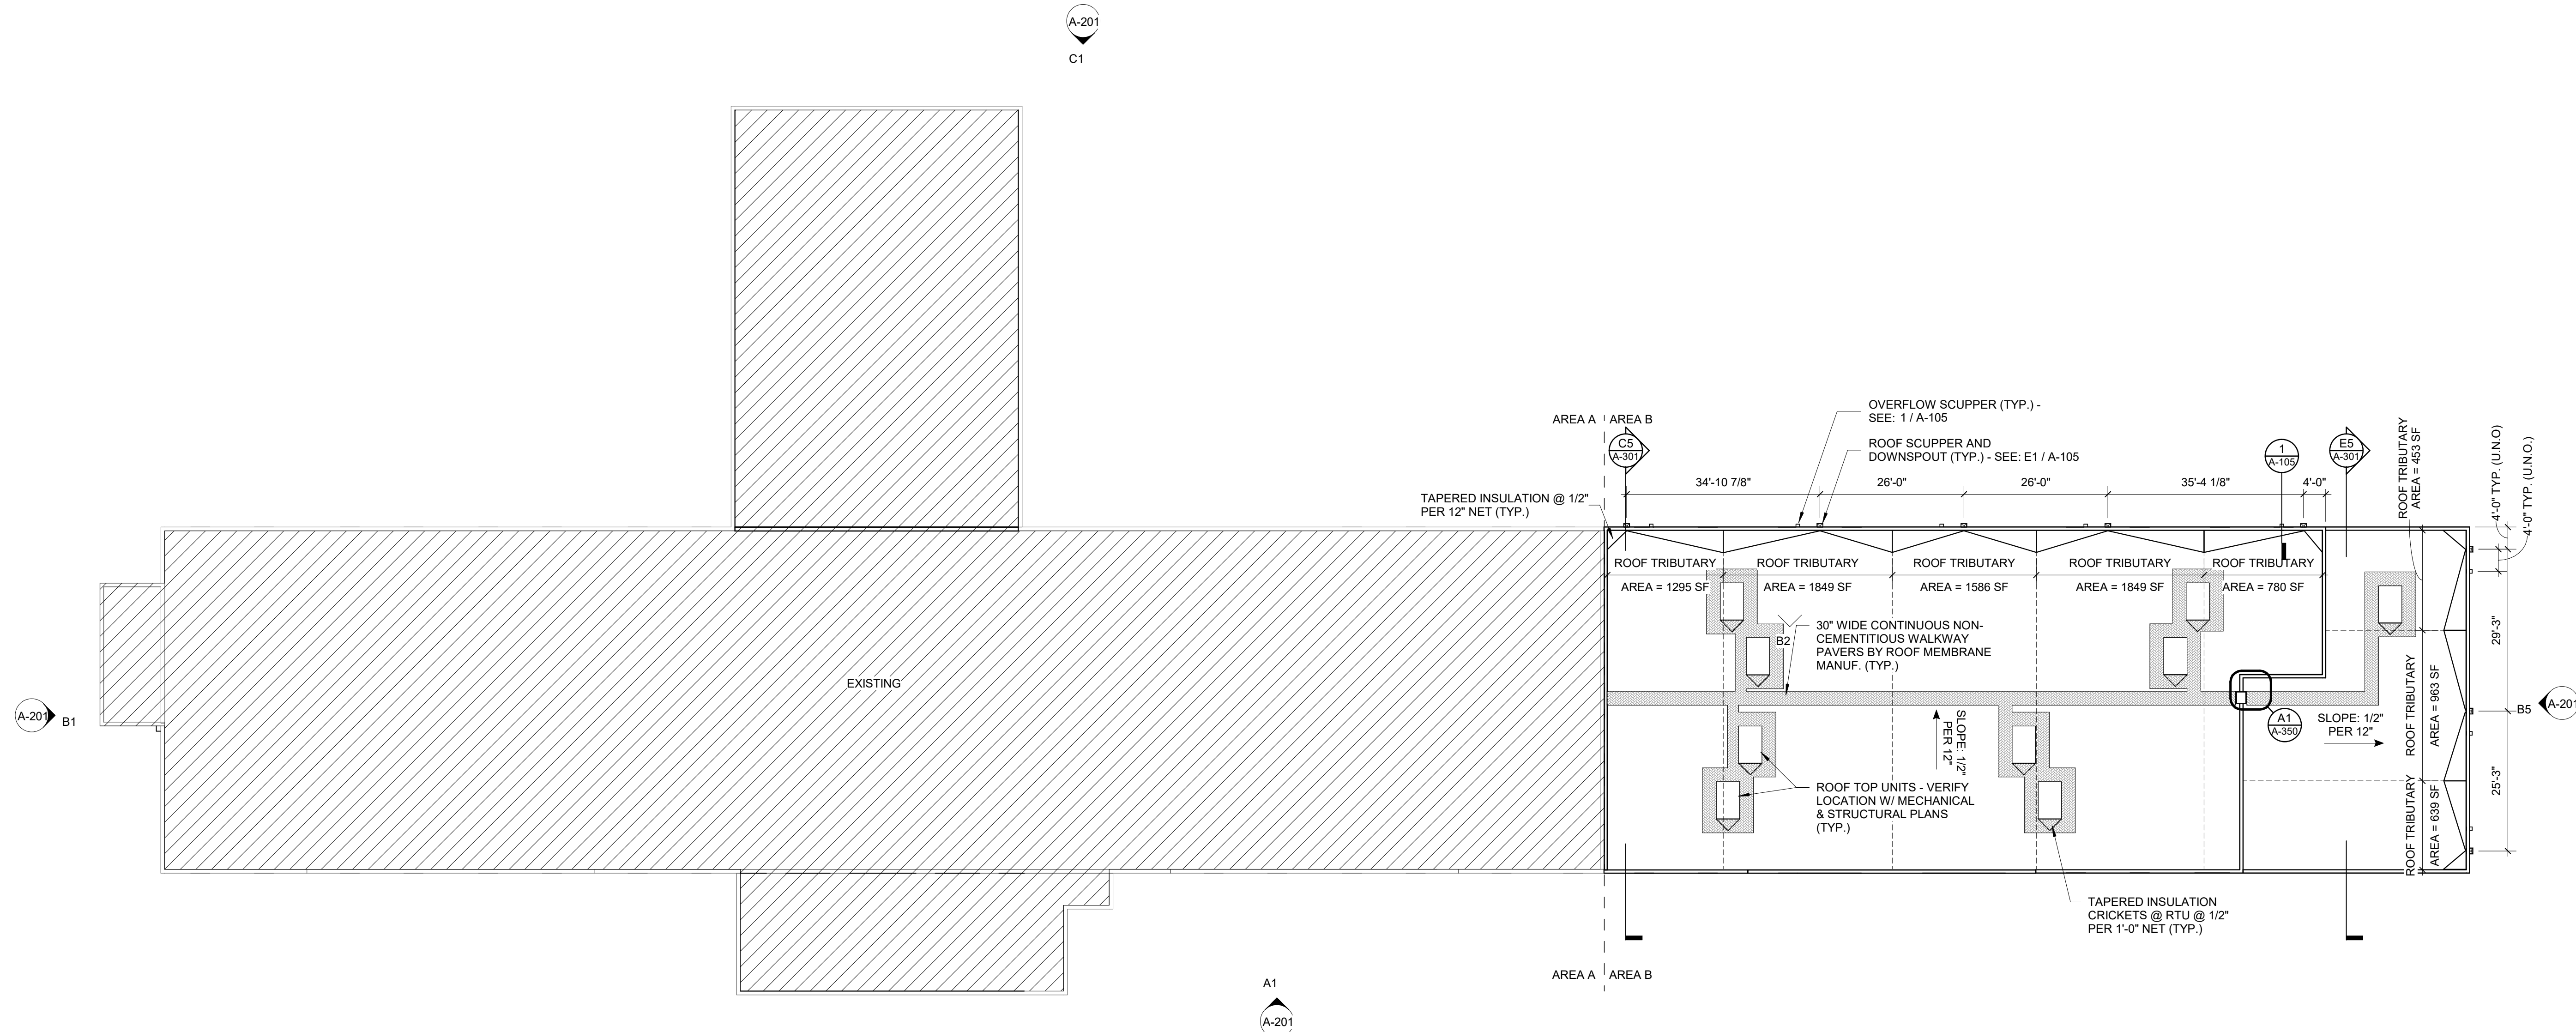 A-201
C1
AREA A
AREA B
OVERFLOW SCUPPER (TYP.) -
SEE: 1 / A-105
ROOF SCUPPER AND
DOWNSPOUT (TYP.) - SEE: E1 / A-105
C5
A-301
1
A-105
E5
A-301
ROOF TRIBUTARY
AREA = 453 SF
4'-0" TYP. (U.N.O)
4'-0" TYP. (U.N.O.)
34'-10 7/8"
26'-0"
26'-0"
35'-4 1/8"
4'-0"
TAPERED INSULATION @ 1/2"
PER 12" NET (TYP.)
ROOF TRIBUTARY
AREA = 1295 SF
ROOF TRIBUTARY
AREA = 1849 SF
ROOF TRIBUTARY
AREA = 1586 SF
ROOF TRIBUTARY
AREA = 1849 SF
ROOF TRIBUTARY
AREA = 780 SF
30" WIDE CONTINUOUS NON-
CEMENTITIOUS WALKWAY
PAVERS BY ROOF MEMBRANE
MANUF. (TYP.)
B2
29'-3"
EXISTING
ROOF TRIBUTARY
AREA = 963 SF
A-201
B1
SLOPE: 1/2"
PER 12"
A1
A-350
SLOPE: 1/2"
PER 12"
B5
A-201
ROOF TOP UNITS - VERIFY
LOCATION W/ MECHANICAL
& STRUCTURAL PLANS
(TYP.)
ROOF TRIBUTARY
AREA = 639 SF
25'-3"
TAPERED INSULATION
CRICKETS @ RTU @ 1/2"
PER 1'-0" NET (TYP.)
AREA A
AREA B
A1
A-201